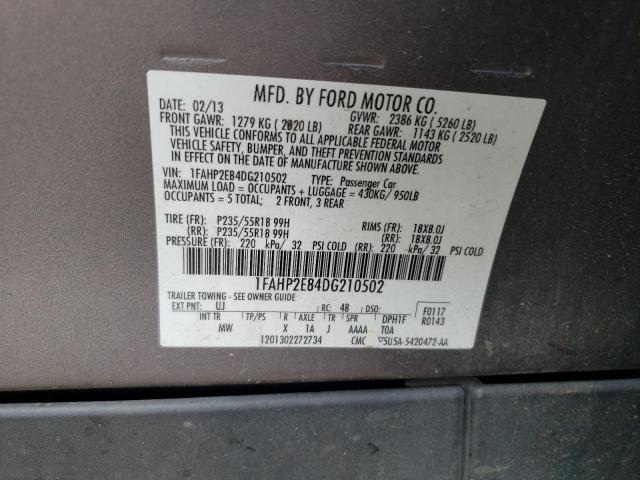 MFD. BY FORD MOTOR CO.
DATE: 02/13 GVWR: 2386 KG (5260 LB)
FRONT GAWR: 1279 KG (2820 LB) REAR GAWR: 1143 KG (2520 LB)
THIS VEHICLE CONFORMS TO ALL APPLICABLE FEDERAL MOTOR
VEHICLE SAFETY, BUMPER, AND THEFT PREVENTION STANDARDS
IN EFFECT ON THE DATE OF MANUFACTURE SHOWN ABOVE.
VIN: 1FAHP2E84DG210502 TYPE: Passenger Car
MAXIMUM LOAD = OCCUPANTS + LUGGAGE = 430KG/ 950LB
OCCUPANTS = 5 TOTAL; 2 FRONT, 3 REAR
TIRE (FR): P235/55R18 99H RIMS (FR): 18X8.0J
(RR): P235/55R18 99H (RR): 18X8.0J
PRESSURE (FR): 220 kPa/ 32 PSI COLD (RR): 220 kPa/ 32 PSI COLD
1FAHP2E84DG210502
TRAILER TOWING - SEE OWNER GUIDE
EXT PNT: UJ RC: 48 DSO: F0117
INT TR TP/PS R AXLE TR SPR DPH1F R0143
MW X 1A J AAAA TOA
1201302272734 CMC ▽5U5A-5420472-AA